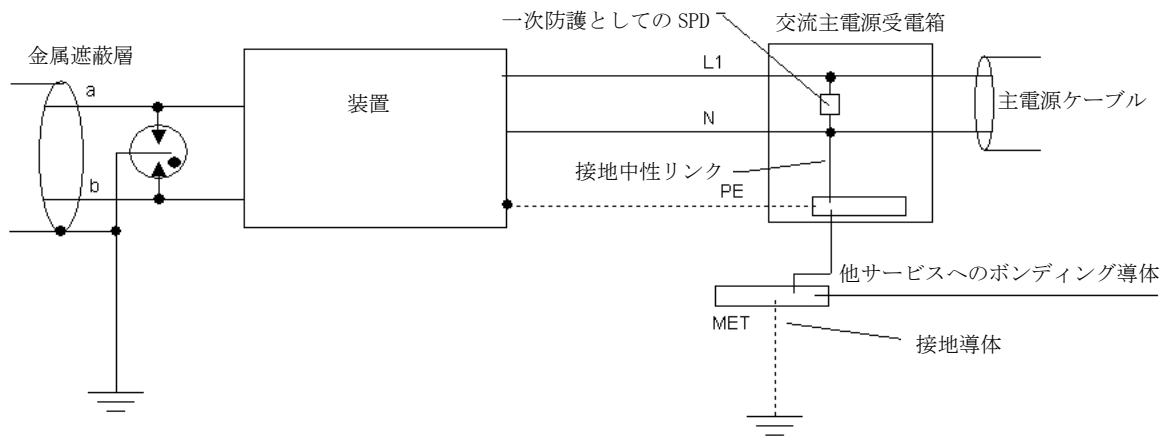 一次防護としての SPD
交流主電源受電箱
金属遮蔽層
L1
a
装置
主電源ケーブル
N
接地中性リンク
b
PE
他サービスへのボンディング導体
MET
接地導体